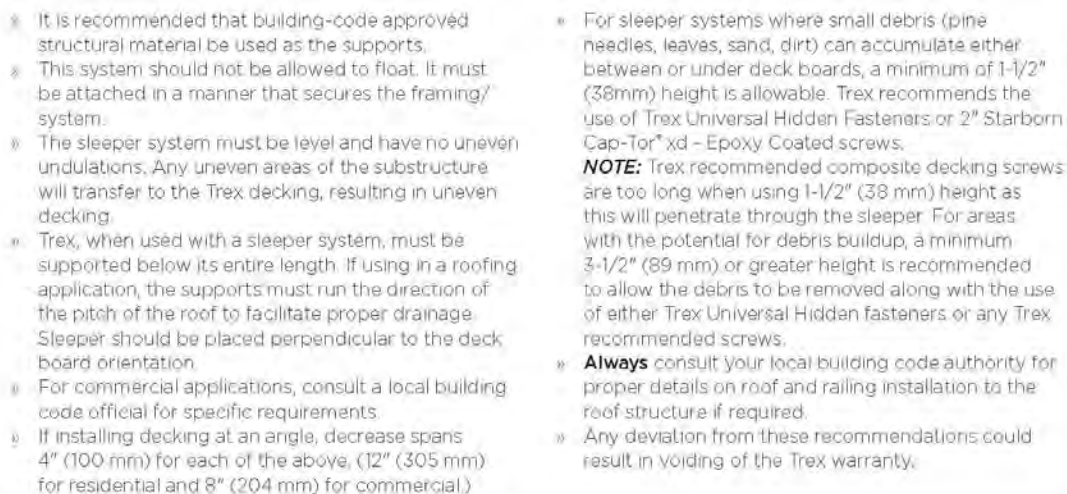 » It is recommended that building-code approved
structural material be used as the supports.
» This system should not be allowed to float. It must
be attached in a manner that secures the framing/
system.
» The sleeper system must be level and have no uneven
undulations. Any uneven areas of the substructure
will transfer to the Trex decking, resulting in uneven
decking.
» Trex, when used with a sleeper system, must be
supported below its entire length. If using in a roofing
application, the supports must run the direction of
the pitch of the roof to facilitate proper drainage.
Sleeper should be placed perpendicular to the deck
board orientation.
» For commercial applications, consult a local building
code official for specific requirements.
» If installing decking at an angle, decrease spans
4" (100 mm) for each of the above. (12" (305 mm)
for residential and 8" (204 mm) for commercial.)
» For sleeper systems where small debris (pine
needles, leaves, sand, dirt) can accumulate either
between or under deck boards, a minimum of 1-1/2"
(38mm) height is allowable. Trex recommends the
use of Trex Universal Hidden Fasteners or 2" Starborn
Cap-Tor® xd – Epoxy Coated screws.
NOTE: Trex recommended composite decking screws
are too long when using 1-1/2" (38 mm) height as
this will penetrate through the sleeper. For areas
with the potential for debris buildup, a minimum
3-1/2" (89 mm) or greater height is recommended
to allow the debris to be removed along with the use
of either Trex Universal Hidden fasteners or any Trex
recommended screws.
» Always consult your local building code authority for
proper details on roof and railing installation to the
roof structure if required.
» Any deviation from these recommendations could
result in voiding of the Trex warranty.